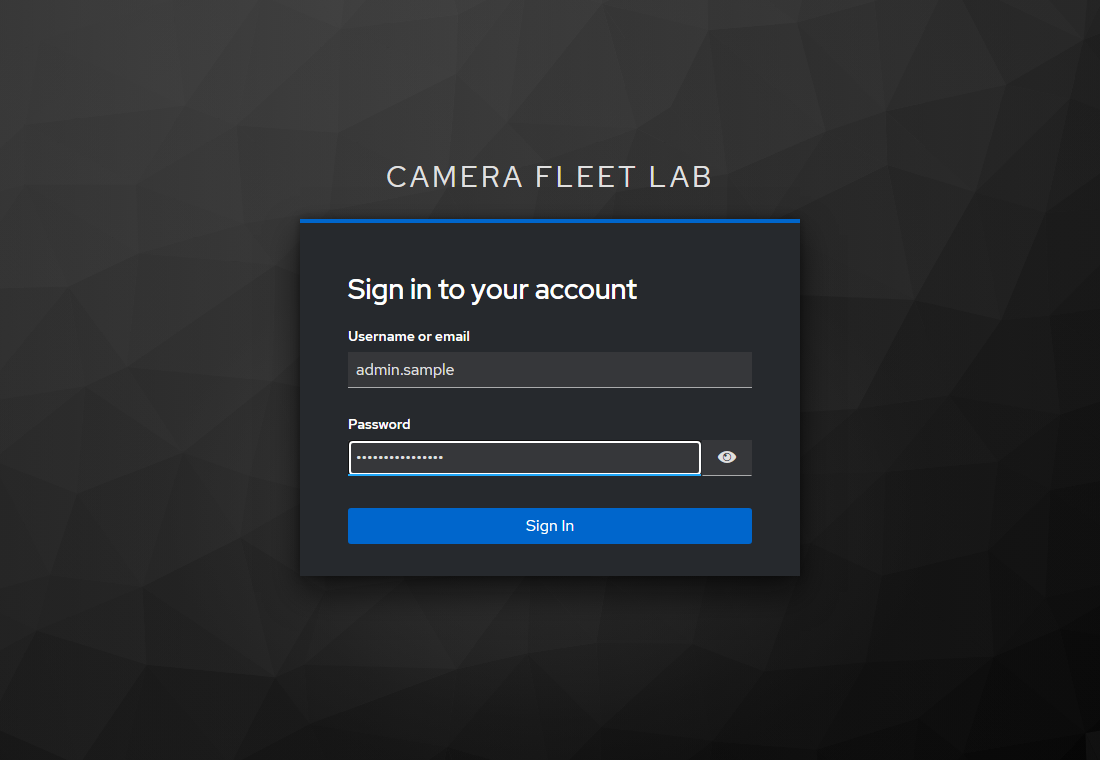 CAMERA FLEET LAB
Sign in to your account
Username or email
admin.sample
Password
••••••••••••••••
Sign In